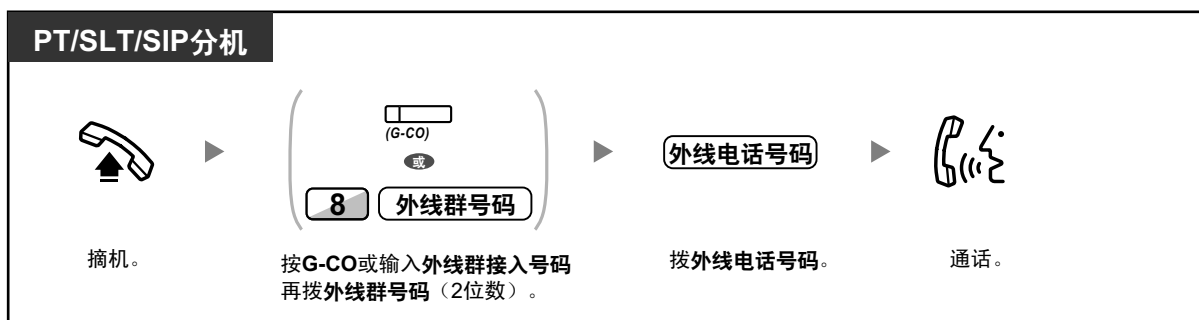 PT/SLT/SIP分机
(G-CO)
或
8 外线群号码
外线电话号码
摘机。
按G-CO或输入外线群接入号码
再拨外线群号码（2位数）。
拨外线电话号码。
通话。